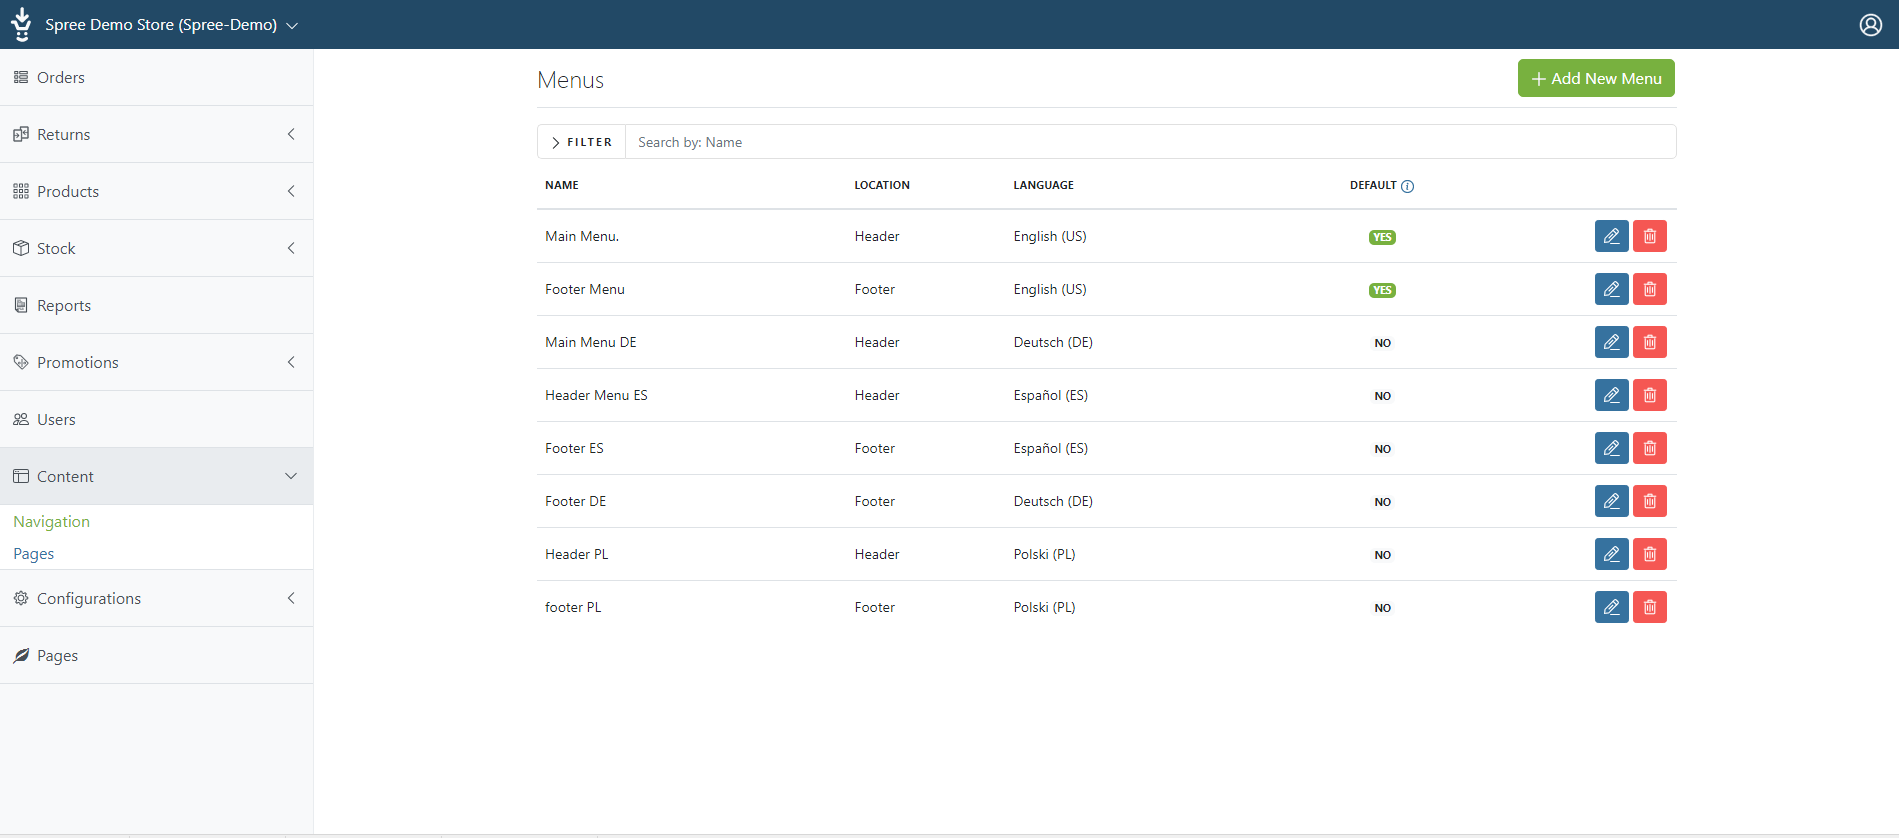 Spree Demo Store (Spree-Demo)
Orders
Returns
Products
Stock
Reports
Promotions
Users
Content
Navigation
Pages
Configurations
Pages
Menus
Add New Menu
FILTER Search by: Name
NAME LOCATION LANGUAGE DEFAULT
Main Menu. Header English (US) YES
Footer Menu Footer English (US) YES
Main Menu DE Header Deutsch (DE) NO
Header Menu ES Header Español (ES) NO
Footer ES Footer Español (ES) NO
Footer DE Footer Deutsch (DE) NO
Header PL Header Polski (PL) NO
footer PL Footer Polski (PL) NO